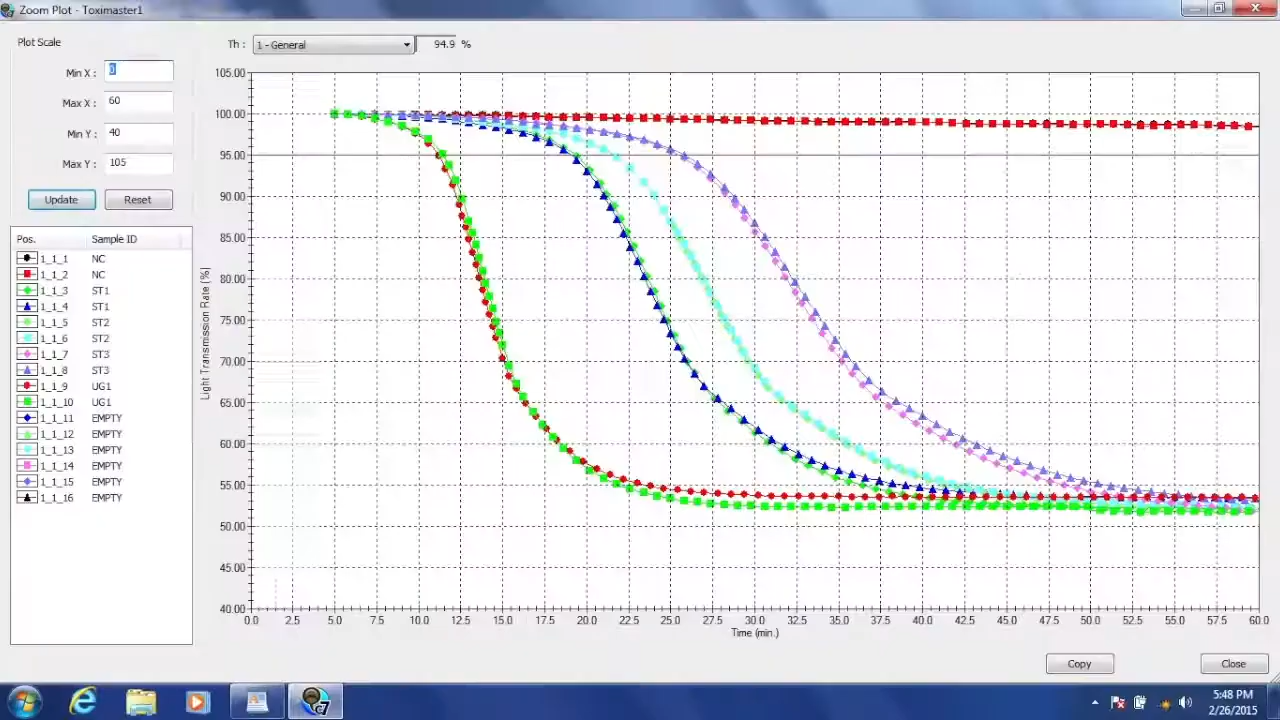 Zoom Plot - Toximaster1
Plot Scale
Th : 1 - General 94.9 %
Min X : 0
Max X : 60
Min Y : 40
Max Y : 105
Update Reset
Pos. Sample ID
1_1_1 NC
1_1_2 NC
1_1_3 ST1
1_1_4 ST1
1_1_5 ST2
1_1_6 ST2
1_1_7 ST3
1_1_8 ST3
1_1_9 UG1
1_1_10 UG1
1_1_11 EMPTY
1_1_12 EMPTY
1_1_13 EMPTY
1_1_14 EMPTY
1_1_15 EMPTY
1_1_16 EMPTY
Light Transmission Rate (%)
105.00
100.00
95.00
90.00
85.00
80.00
75.00
70.00
65.00
60.00
55.00
50.00
45.00
40.00
0.0 2.5 5.0 7.5 10.0 12.5 15.0 17.5 20.0 22.5 25.0 27.5 30.0 32.5 35.0 37.5 40.0 42.5 45.0 47.5 50.0 52.5 55.0 57.5 60.0
Time (min.)
Copy Close
5:48 PM
2/26/2015